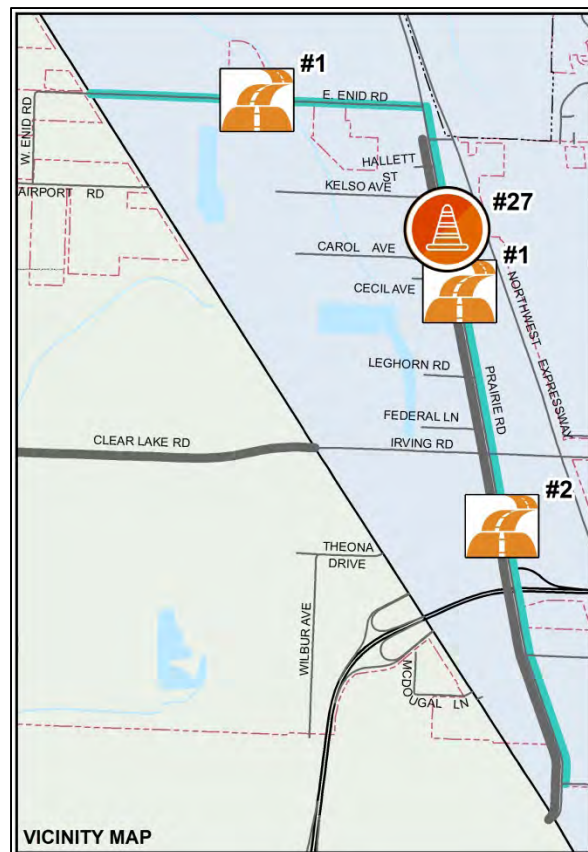 #1
E. ENID RD
W. ENID RD
HALLETT
ST
KELSO AVE
AIRPORT RD
#27
CAROL AVE
#1
CECIL AVE
NORTHWEST EXPRESSWAY
LEGHORN RD
PRAIRIE RD
FEDERAL LN
CLEAR LAKE RD
IRVING RD
#2
THEONA
DRIVE
WILBUR AVE
MCDOUGAL LN
VICINITY MAP